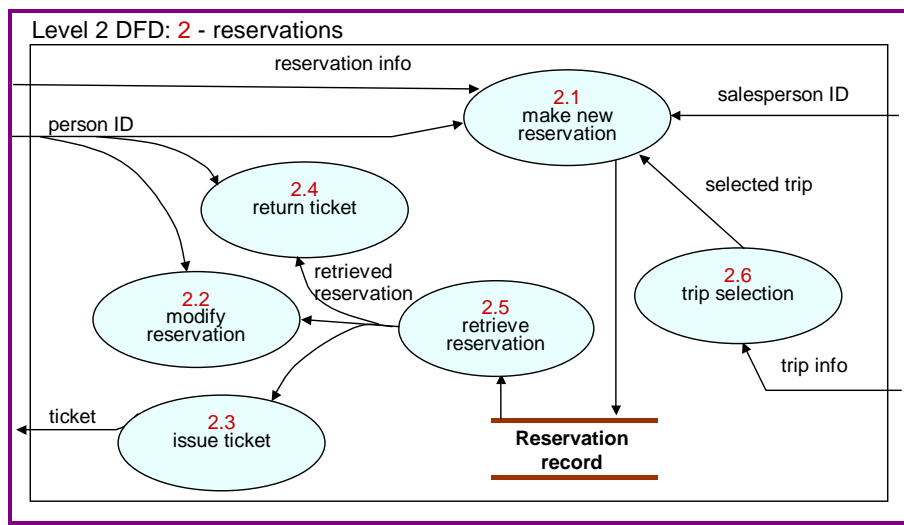 Level 2 DFD: 2 - reservations
reservation info
2.1
make new
reservation
salesperson ID
person ID
2.4
return ticket
selected trip
retrieved
reservation
2.6
trip selection
2.2
modify
reservation
2.5
retrieve
reservation
trip info
ticket
2.3
issue ticket
Reservation
record